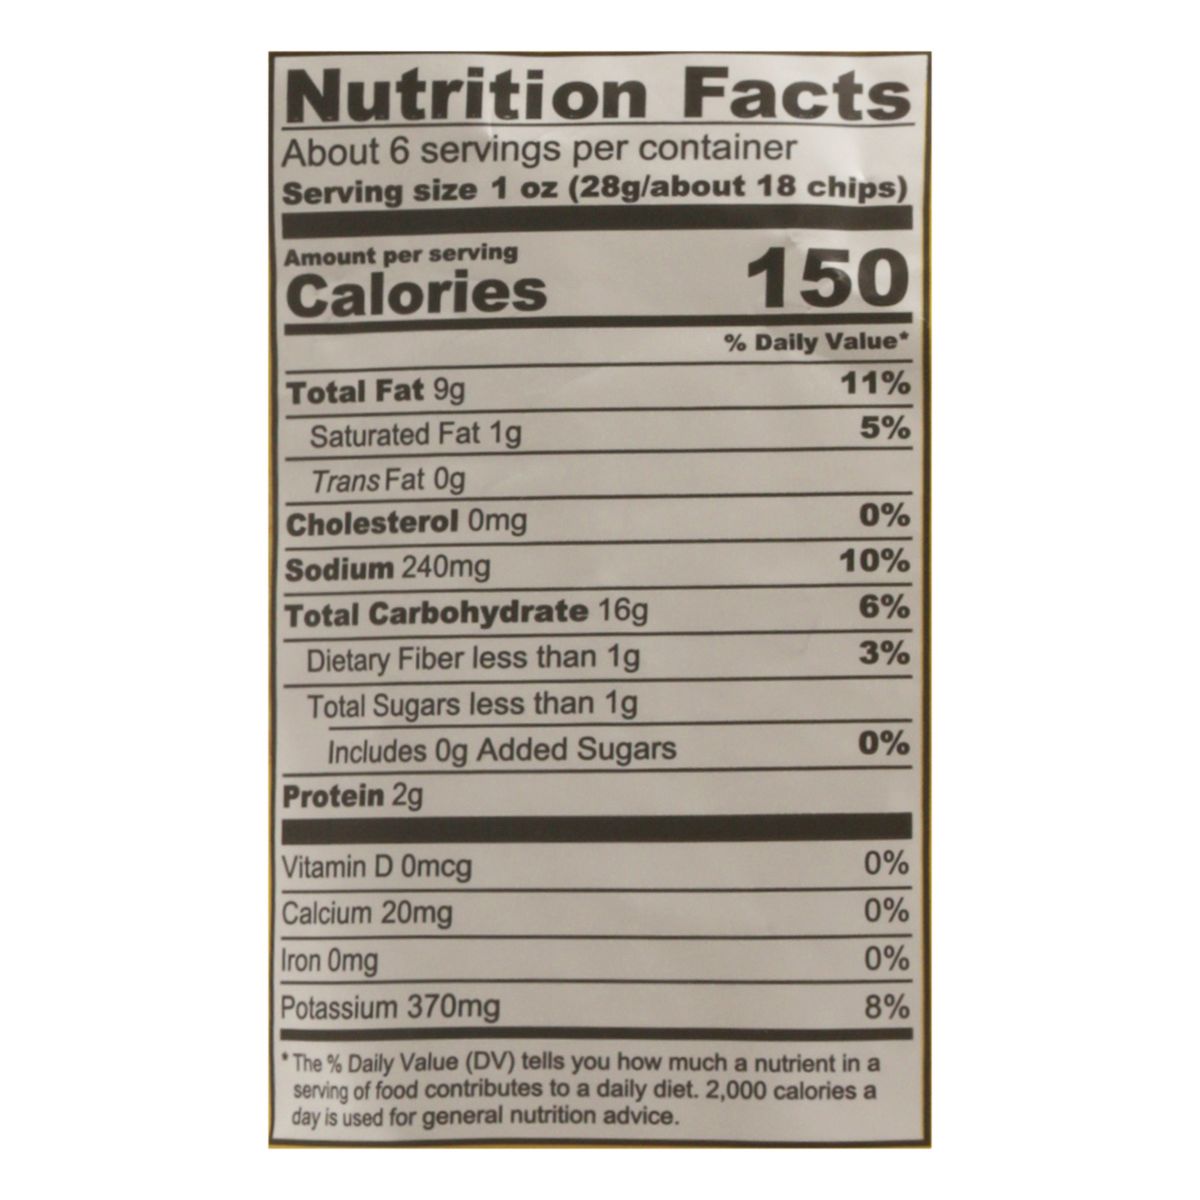 Nutrition Facts
About 6 servings per container
Serving size 1 oz (28g/about 18 chips)
Amount per serving
Calories 150
% Daily Value*
Total Fat 9g 11%
Saturated Fat 1g 5%
Trans Fat 0g
Cholesterol 0mg 0%
Sodium 240mg 10%
Total Carbohydrate 16g 6%
Dietary Fiber less than 1g 3%
Total Sugars less than 1g
Includes 0g Added Sugars 0%
Protein 2g
Vitamin D 0mcg 0%
Calcium 20mg 0%
Iron 0mg 0%
Potassium 370mg 8%
* The % Daily Value (DV) tells you how much a nutrient in a
serving of food contributes to a daily diet. 2,000 calories a
day is used for general nutrition advice.